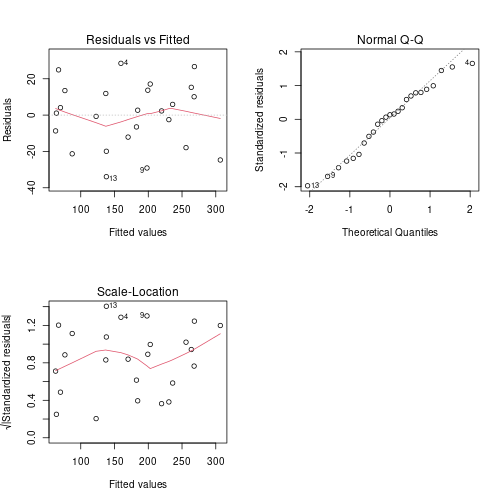 Residuals vs Fitted
Residuals
20
0
-20
-40
4
9
13
100 150 200 250 300
Fitted values
Normal Q-Q
Standardized residuals
2
1
0
-1
-2
4
9
13
-2 -1 0 1 2
Theoretical Quantiles
Scale-Location
√|Standardized residuals|
1.2
0.8
0.4
0.0
13
4
9
100 150 200 250 300
Fitted values